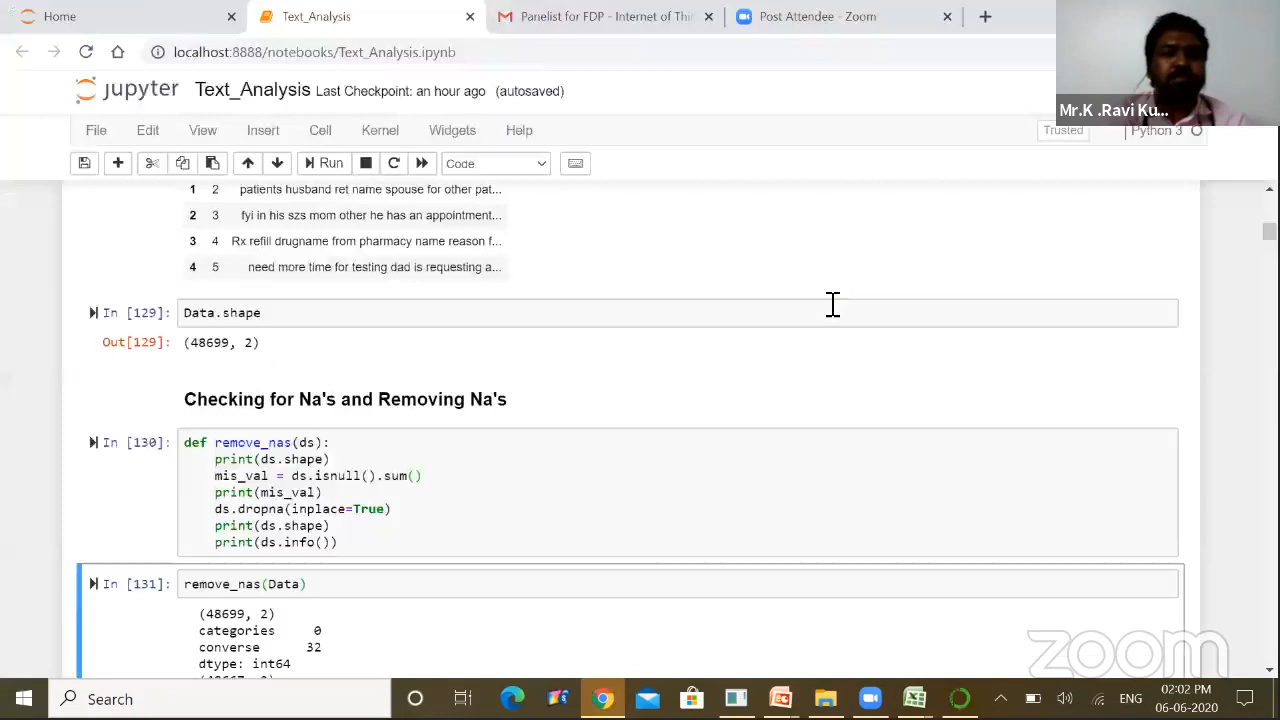 Home
Text_Analysis
Panelist for FDP - Internet of Thi
Post Attendee - Zoom
localhost:8888/notebooks/Text_Analysis.ipynb
Mr.K .Ravi Ku...
jupyter Text_Analysis Last Checkpoint: an hour ago (autosaved)
File Edit View Insert Cell Kernel Widgets Help
Trusted Python 3
Run Code
1 2 patients husband ret name spouse for other pat...
2 3 fyi in his szs mom other he has an appointment...
3 4 Rx refill drugname from pharmacy name reason f...
4 5 need more time for testing dad is requesting a...
In [129]: Data.shape
Out[129]: (48699, 2)
Checking for Na's and Removing Na's
In [130]: def remove_nas(ds):
print(ds.shape)
mis_val = ds.isnull().sum()
print(mis_val)
ds.dropna(inplace=True)
print(ds.shape)
print(ds.info())
In [131]: remove_nas(Data)
(48699, 2)
categories 0
converse 32
dtype: int64
zoom
Search
ENG
02:02 PM
06-06-2020